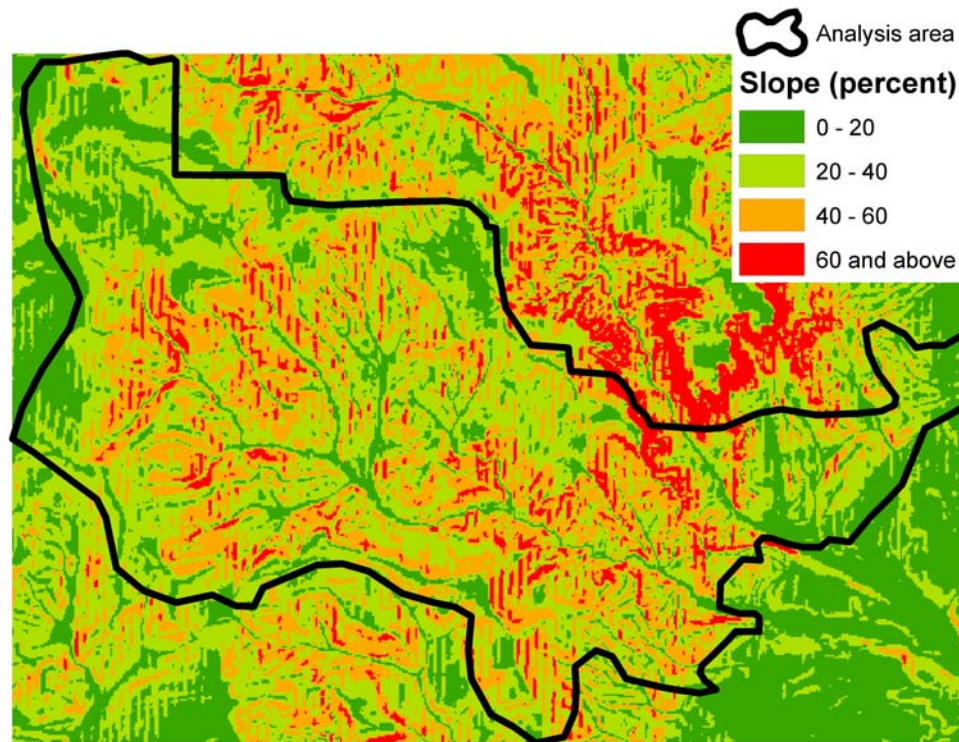 Analysis area
Slope (percent)
0 - 20
20 - 40
40 - 60
60 and above